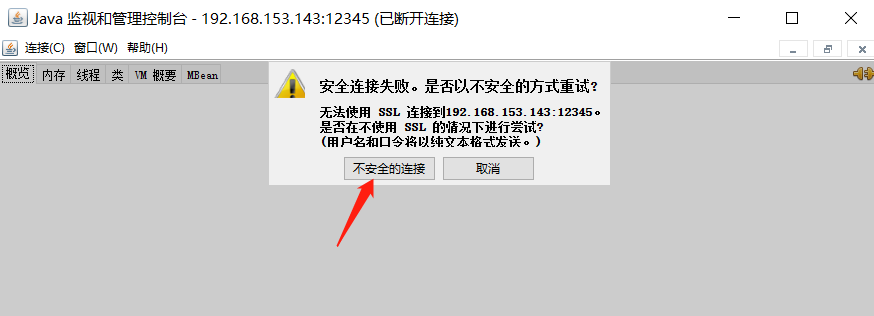 Java 监视和管理控制台 - 192.168.153.143:12345 (已断开连接)
连接(C) 窗口(W) 帮助(H)
概览 内存 线程 类 VM 概要 MBean
安全连接失败。是否以不安全的方式重试?
无法使用 SSL 连接到192.168.153.143:12345。
是否在不使用 SSL 的情况下进行尝试?
(用户名和口令将以纯文本格式发送。)
不安全的连接 取消